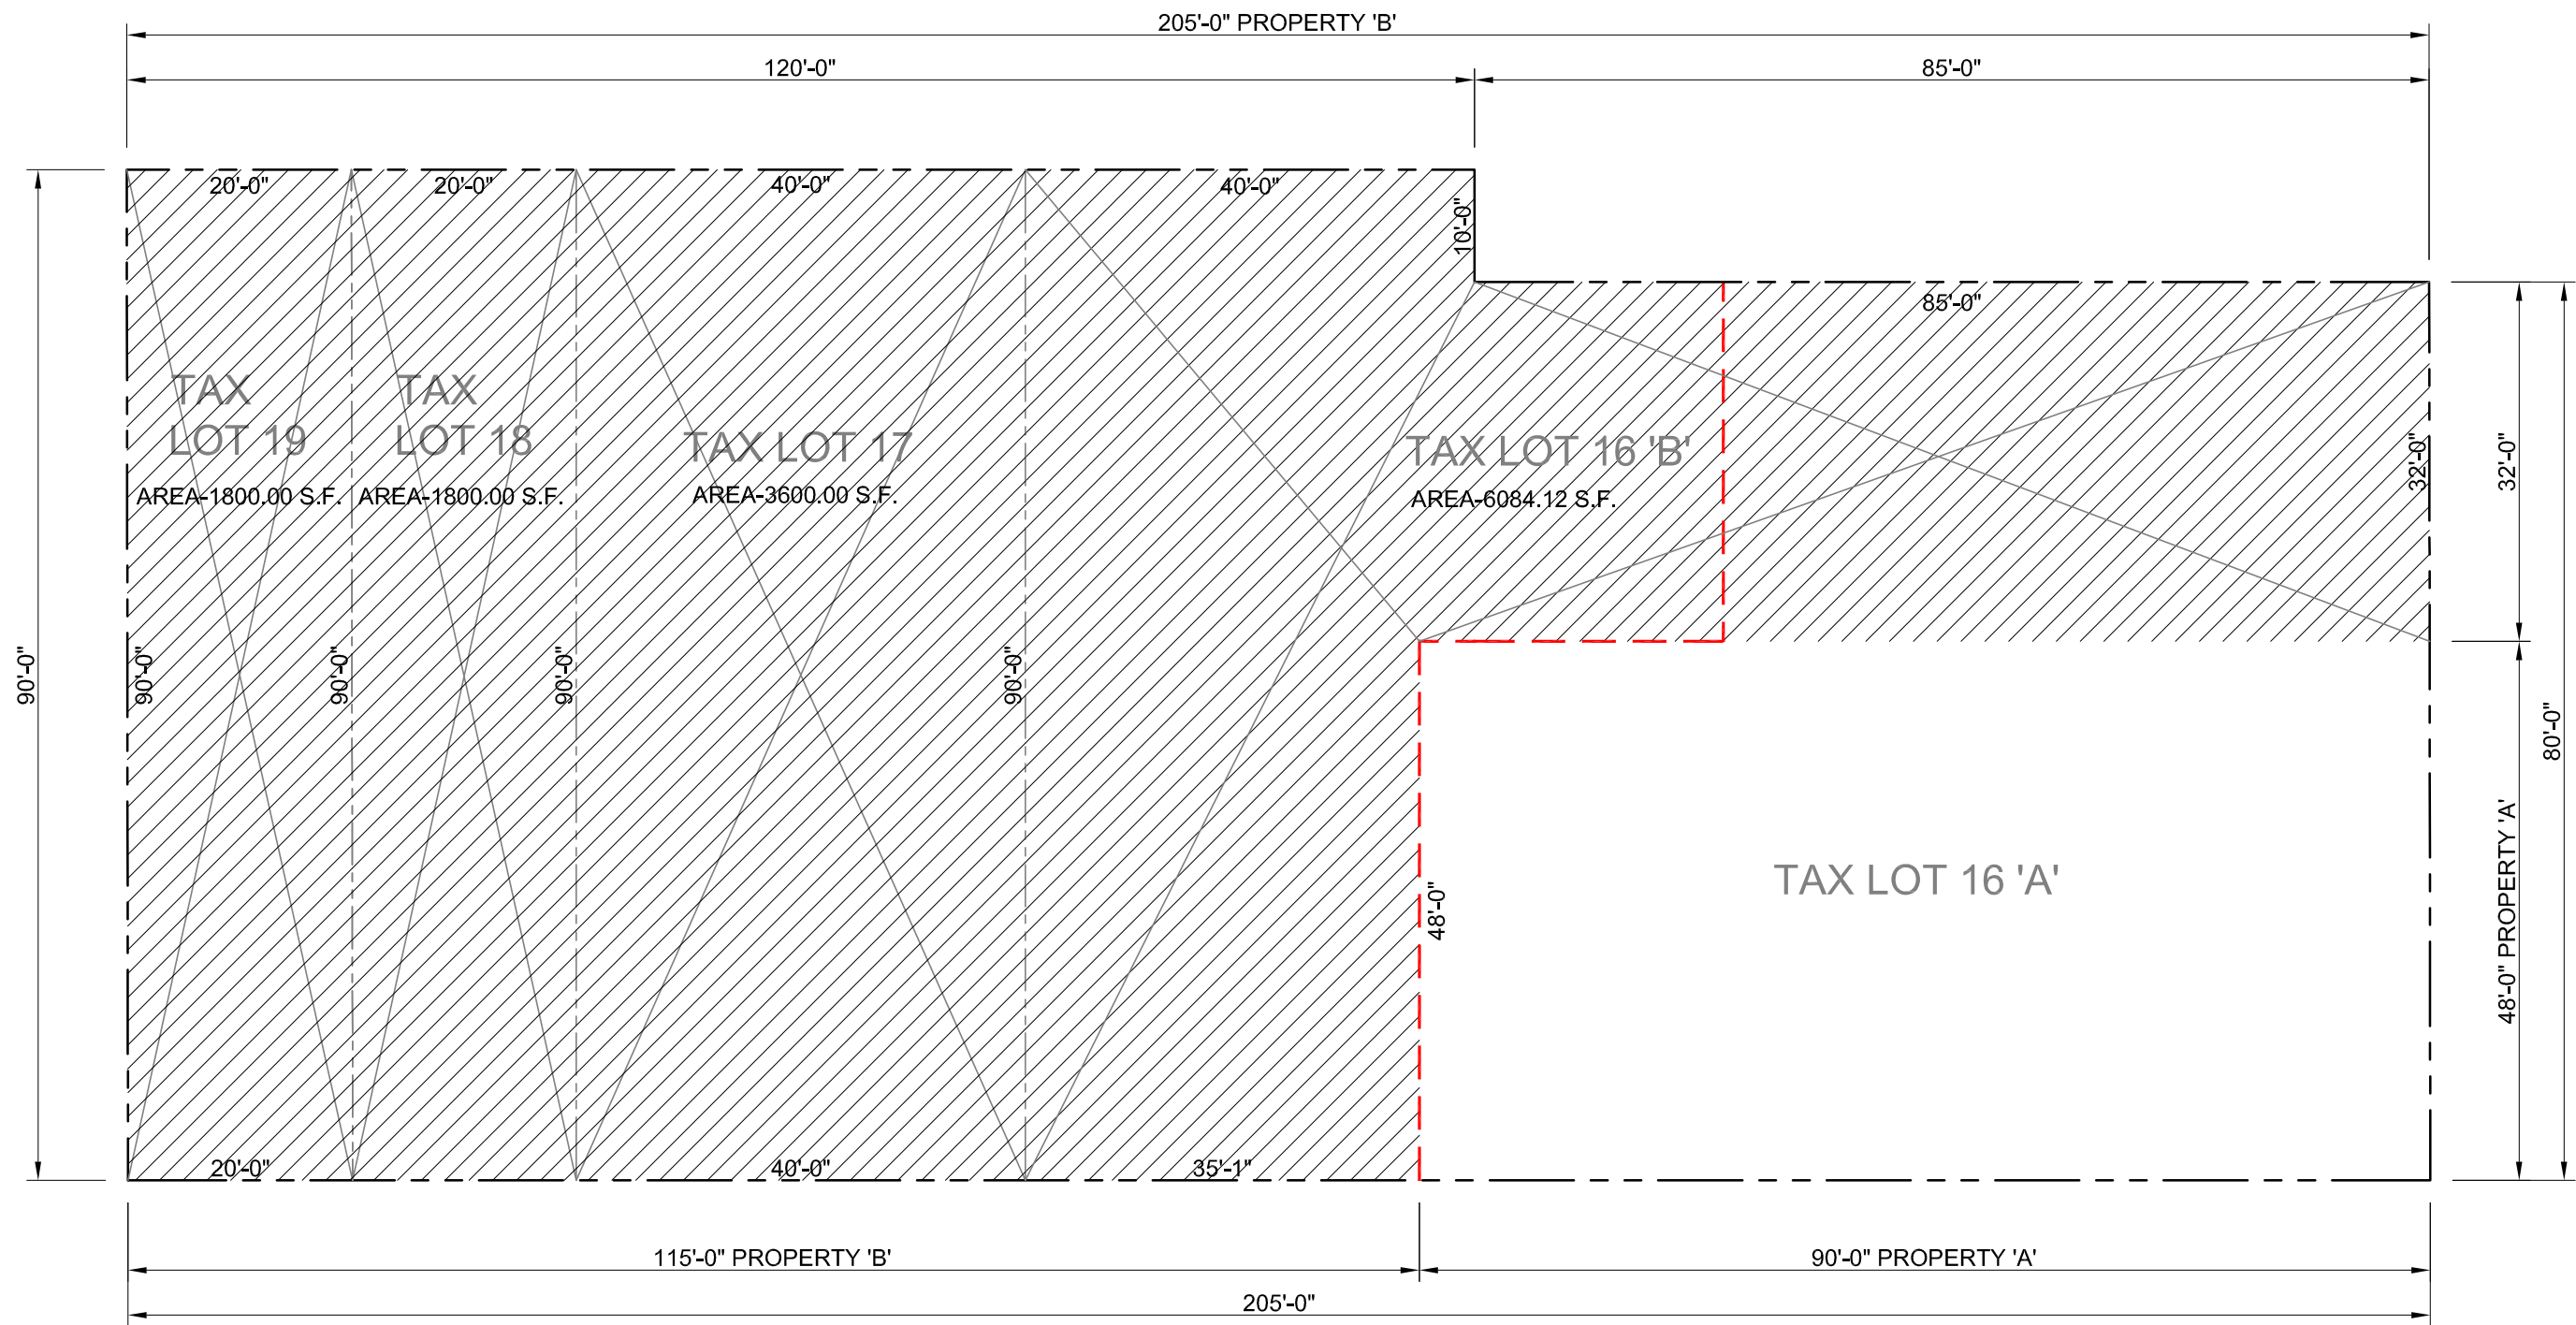 205'-0" PROPERTY 'B'
120'-0"
85'-0"
20'-0"
20'-0"
40'-0"
40'-0"
10'-0"
85'-0"
TAX
LOT 19
AREA-1800.00 S.F.
TAX
LOT 18
AREA-1800.00 S.F.
TAX LOT 17
AREA-3600.00 S.F.
TAX LOT 16 'B'
AREA-6084.12 S.F.
32'-0"
32'-0"
90'-0"
90'-0"
90'-0"
90'-0"
90'-0"
80'-0"
48'-0"
TAX LOT 16 'A'
48'-0" PROPERTY 'A'
20'-0"
40'-0"
35'-1"
115'-0" PROPERTY 'B'
90'-0" PROPERTY 'A'
205'-0"